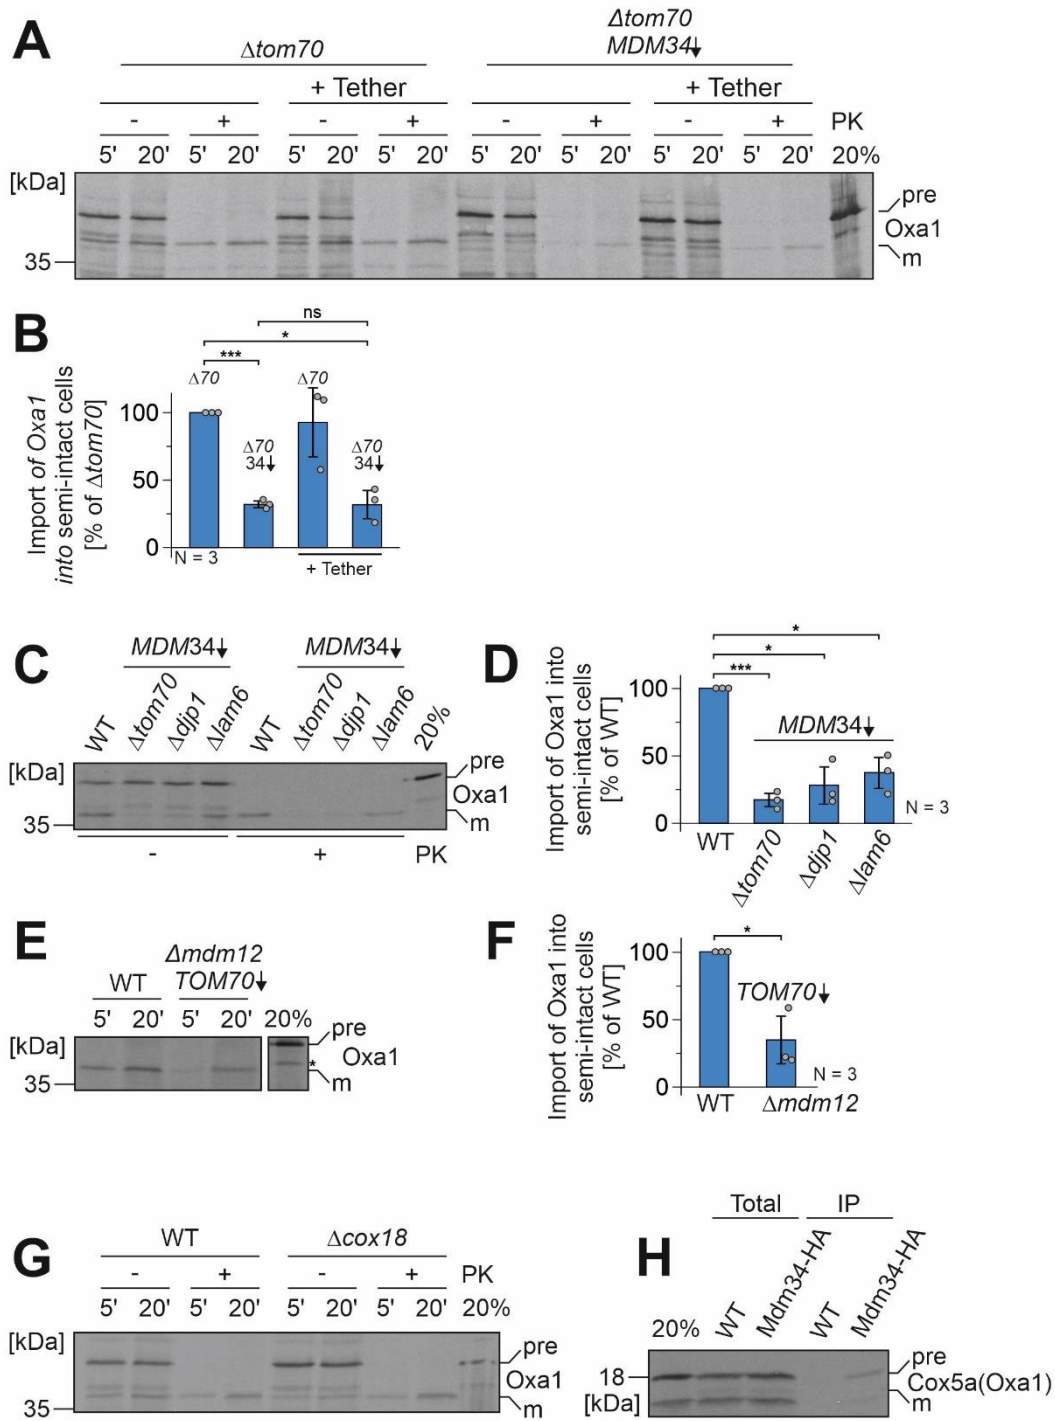 A
Δtom70
Δtom70
MDM34↓
+ Tether
+ Tether
- + - + - + - + PK
5' 20' 5' 20' 5' 20' 5' 20' 5' 20' 5' 20' 5' 20' 5' 20' 20%
[kDa]
pre
Oxa1
m
35
B
Import of Oxa1
into semi-intact cells
[% of Δtom70]
ns
*
***
Δ70
Δ70
34↓
Δ70
Δ70
34↓
100
50
0
N = 3
+ Tether
C
MDM34↓ MDM34↓
WT Δtom70 Δdjp1 Δlam6 WT Δtom70 Δdjp1 Δlam6 20%
[kDa]
pre
Oxa1
m
35
- + PK
D
Import of Oxa1 into
semi-intact cells
[% of WT]
*
*
***
MDM34↓
100
50
0
N = 3
WT Δtom70 Δdjp1 Δlam6
E
WT
Δmdm12
TOM70↓
5' 20' 5' 20' 20%
[kDa]
pre
Oxa1
*
m
35
F
Import of Oxa1 into
semi-intact cells
[% of WT]
*
TOM70↓
100
50
0
N = 3
WT Δmdm12
G
WT Δcox18
- + - + PK
5' 20' 5' 20' 5' 20' 5' 20' 20%
[kDa]
pre
Oxa1
m
35
H
Total IP
20% WT Mdm34-HA WT Mdm34-HA
18
[kDa]
pre
Cox5a(Oxa1)
m